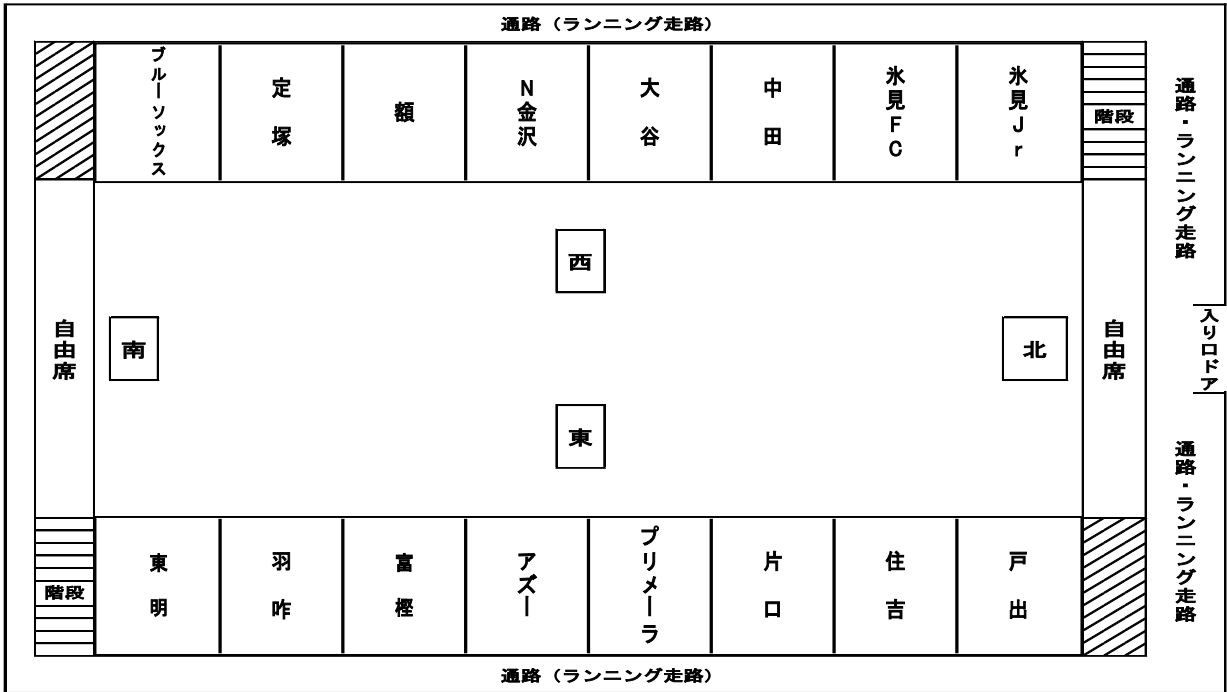 通路（ランニング走路）
ブルーソックス
定塚
額
N金沢
大谷
中田
氷見FC
氷見Jr
階段
通路・ランニング走路
西
自由席
南
北
自由席
入り口ドア
東
東明
羽咋
富樫
アズー
プリメーラ
片口
住吉
戸出
階段
通路・ランニング走路
通路（ランニング走路）